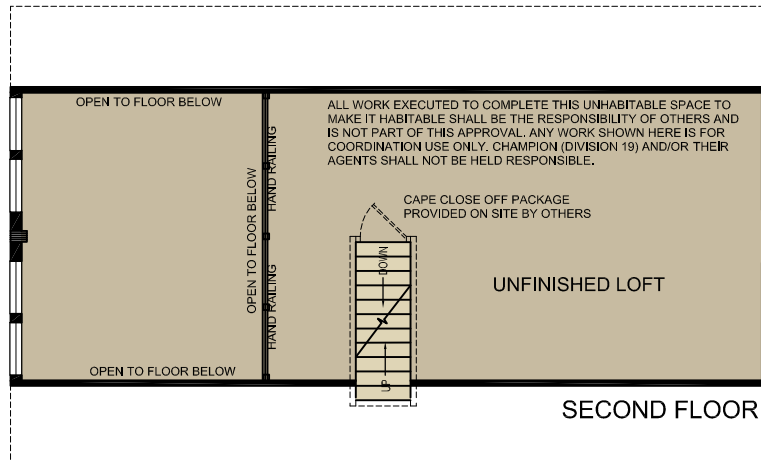 OPEN TO FLOOR BELOW
ALL WORK EXECUTED TO COMPLETE THIS UNHABITABLE SPACE TO
MAKE IT HABITABLE SHALL BE THE RESPONSIBILITY OF OTHERS AND
IS NOT PART OF THIS APPROVAL. ANY WORK SHOWN HERE IS FOR
COORDINATION USE ONLY. CHAMPION (DIVISION 19) AND/OR THEIR
AGENTS SHALL NOT BE HELD RESPONSIBLE.
HAND RAILING
OPEN TO FLOOR BELOW
HAND RAILING
CAPE CLOSE OFF PACKAGE
PROVIDED ON SITE BY OTHERS
DOWN
UP
UNFINISHED LOFT
OPEN TO FLOOR BELOW
SECOND FLOOR